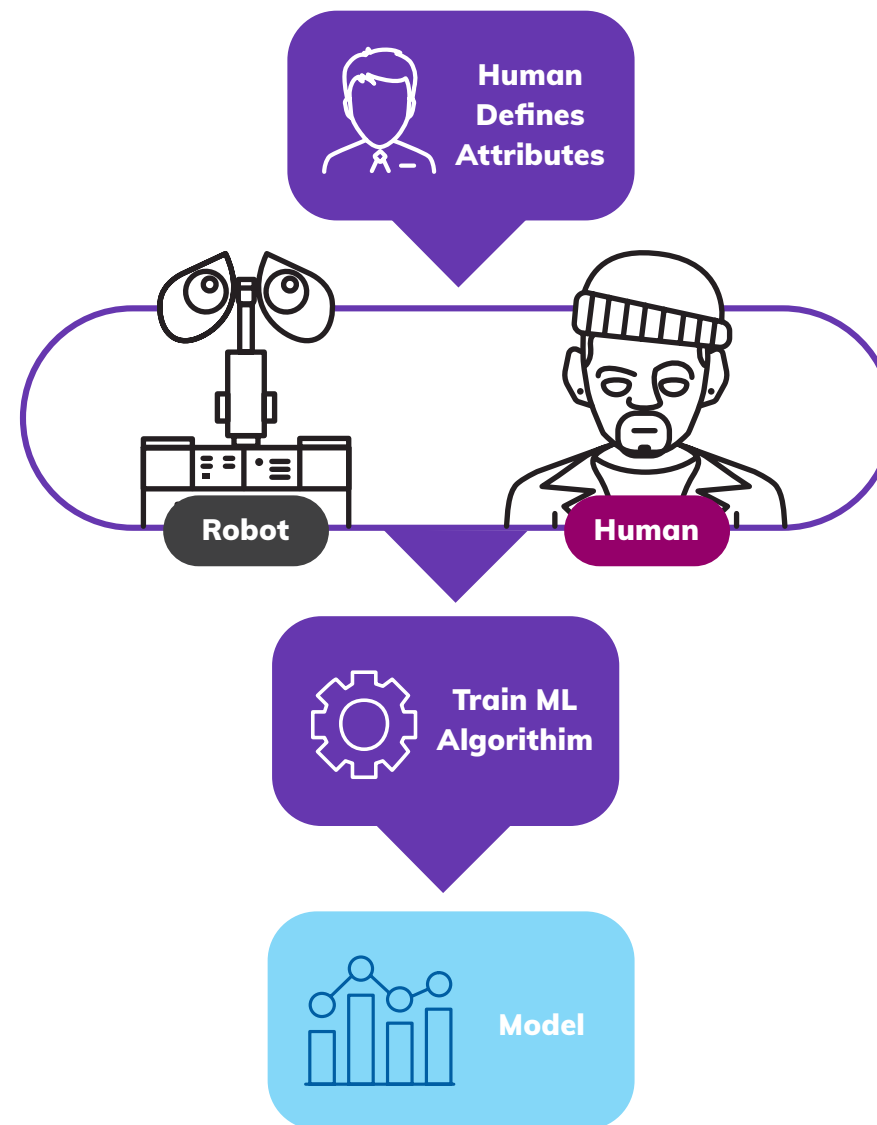 Human
Defines
Attributes
Robot
Human
Train ML
Algorithim
Model